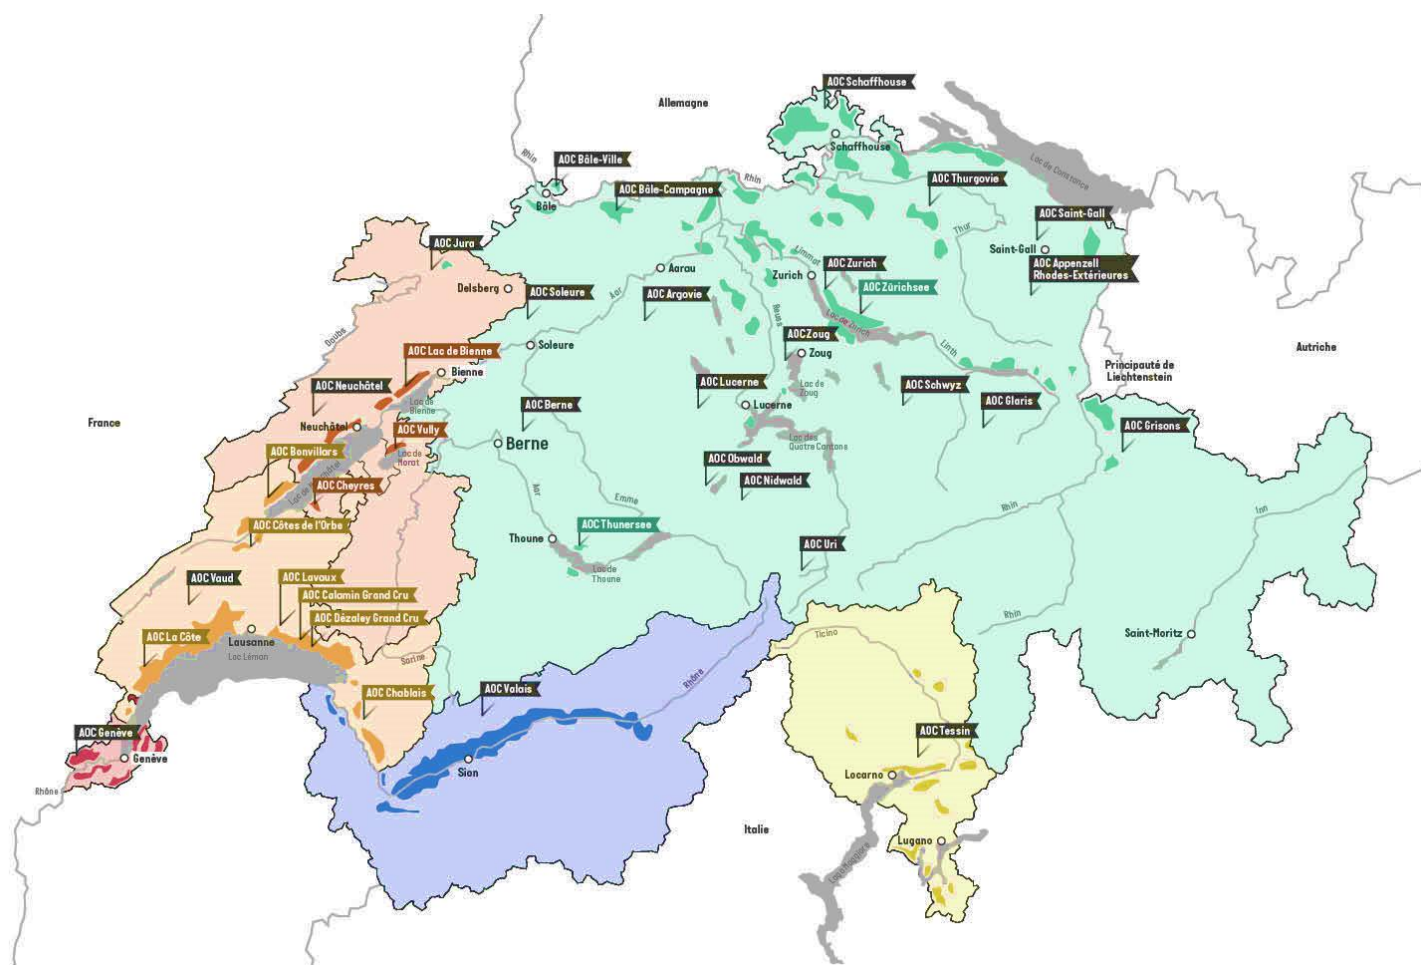 AOC Schaffhouse
Allemagne
Schaffhouse
Lac de Constance
Rhin
AOC Bâle-Ville
Rhin
AOC Bâle-Campagne
AOC Thurgovie
Bâle
AOC Saint-Gall
Thur
AOC Jura
Limmat
Saint-Gall
AOC Zurich
AOC Appenzell
Rhodes-Extérieures
Aarau
Zurich
Delsberg
AOC Soleure
Aar
AOC Argovie
AOC Zürichsee
Reuss
Lac de Zurich
Doubs
AOC Zoug
Soleure
Linth
Autriche
AOC Lac de Bienne
Zoug
Principauté de
Liechtenstein
Bienne
AOC Neuchâtel
AOC Lucerne
Lac de
Zoug
AOC Schwyz
Lac de
Bienne
AOC Berne
Lucerne
AOC Glaris
France
Neuchâtel
AOC Vully
AOC Grisons
Berne
Lac des
Quatre Cantons
AOC Bonvillars
Lac de
Morat
AOC Obwald
Lac de Neuchâtel
AOC Cheyres
Aar
Emme
AOC Nidwald
Rhin
Inn
AOC Côtes de l'Orbe
AOC Thunersee
Thoune
AOC Uri
Lac de
Thoune
AOC Vaud
AOC Lavaux
AOC Calamin Grand Cru
AOC Dézaley Grand Cru
Rhin
AOC La Côte
Lausanne
Ticino
Saint-Moritz
Lac Léman
Sarine
Rhône
AOC Chablais
AOC Valais
AOC Genève
AOC Tessin
Genève
Sion
Locarno
Rhône
Italie
Lugano
Lago Maggiore